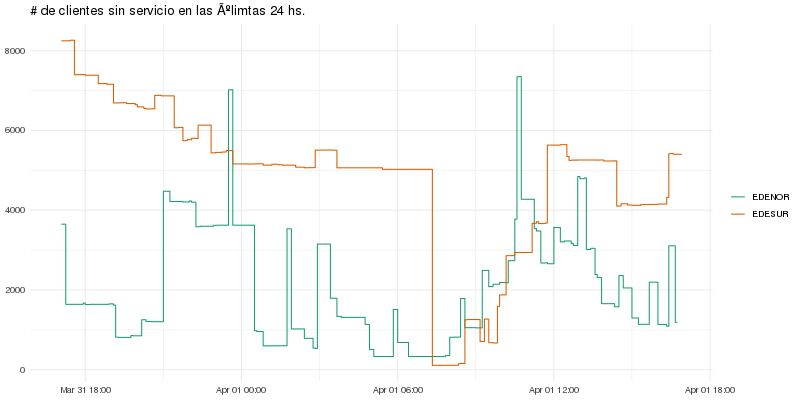 # de clientes sin servicio en las Ãºlimtas 24 hs.
8000
6000
4000
2000
0
Mar 31 18:00
Apr 01 00:00
Apr 01 06:00
Apr 01 12:00
Apr 01 18:00
EDENOR
EDESUR